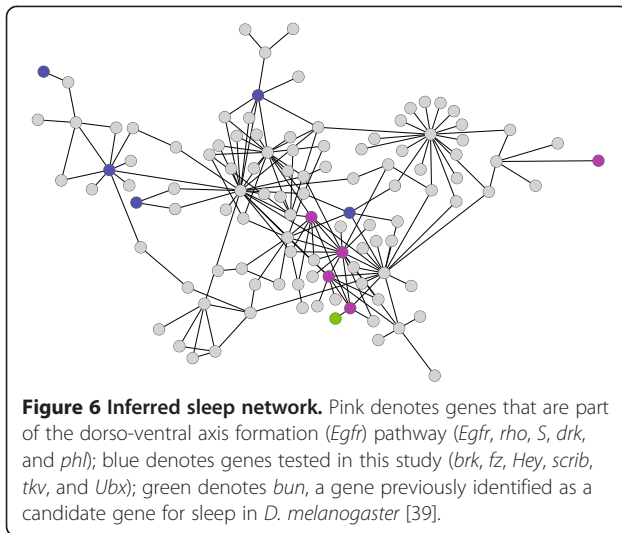 Figure 6 Inferred sleep network. Pink denotes genes that are part
of the dorso-ventral axis formation (Egfr) pathway (Egfr, rho, S, drk,
and phl); blue denotes genes tested in this study (brk, fz, Hey, scrib,
tkv, and Ubx); green denotes bun, a gene previously identified as a
candidate gene for sleep in D. melanogaster [39].